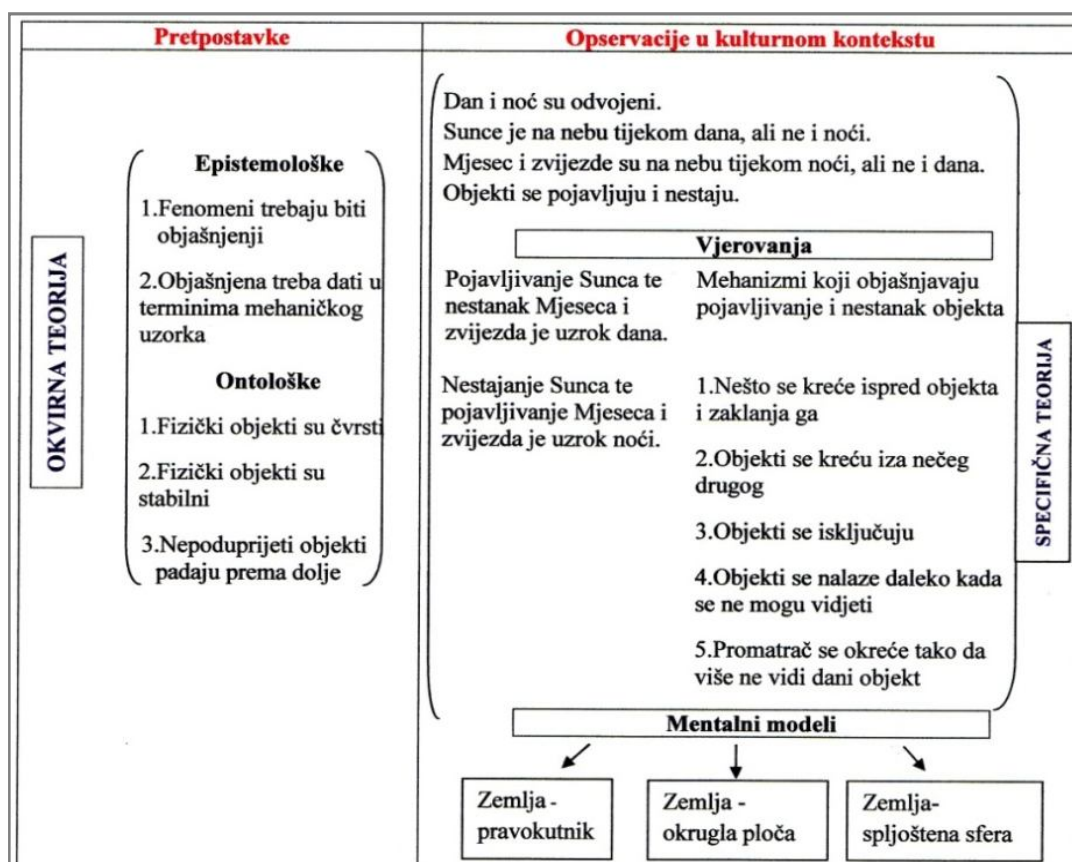 Pretpostavke
Opservacije u kulturnom kontekstu
OKVIRNA TEORIJA
Epistemološke
1.Fenomeni trebaju biti
objašnjenji
2.Objašnjena treba dati u
terminima mehaničkog
uzorka
Ontološke
1.Fizički objekti su čvrsti
2.Fizički objekti su
stabilni
3.Nepoduprijeti objekti
padaju prema dolje
Dan i noć su odvojeni.
Sunce je na nebu tijekom dana, ali ne i noći.
Mjesec i zvijezde su na nebu tijekom noći, ali ne i dana.
Objekti se pojavljuju i nestaju.
Vjerovanja
Pojavljivanje Sunca te
nestanak Mjeseca i
zvijezda je uzrok dana.
Nestajanje Sunca te
pojavljivanje Mjeseca i
zvijezda je uzrok noći.
Mehanizmi koji objašnjavaju
pojavljivanje i nestanak objekta
1.Nešto se kreće ispred objekta
i zaklanja ga
2.Objekti se kreću iza nečeg
drugog
3.Objekti se isključuju
4.Objekti se nalaze daleko kada
se ne mogu vidjeti
5.Promatrač se okreće tako da
više ne vidi dani objekt
SPECIFIČNA TEORIJA
Mentalni modeli
Zemlja -
pravokutnik
Zemlja -
okrugla ploča
Zemlja-
spljoštena sfera